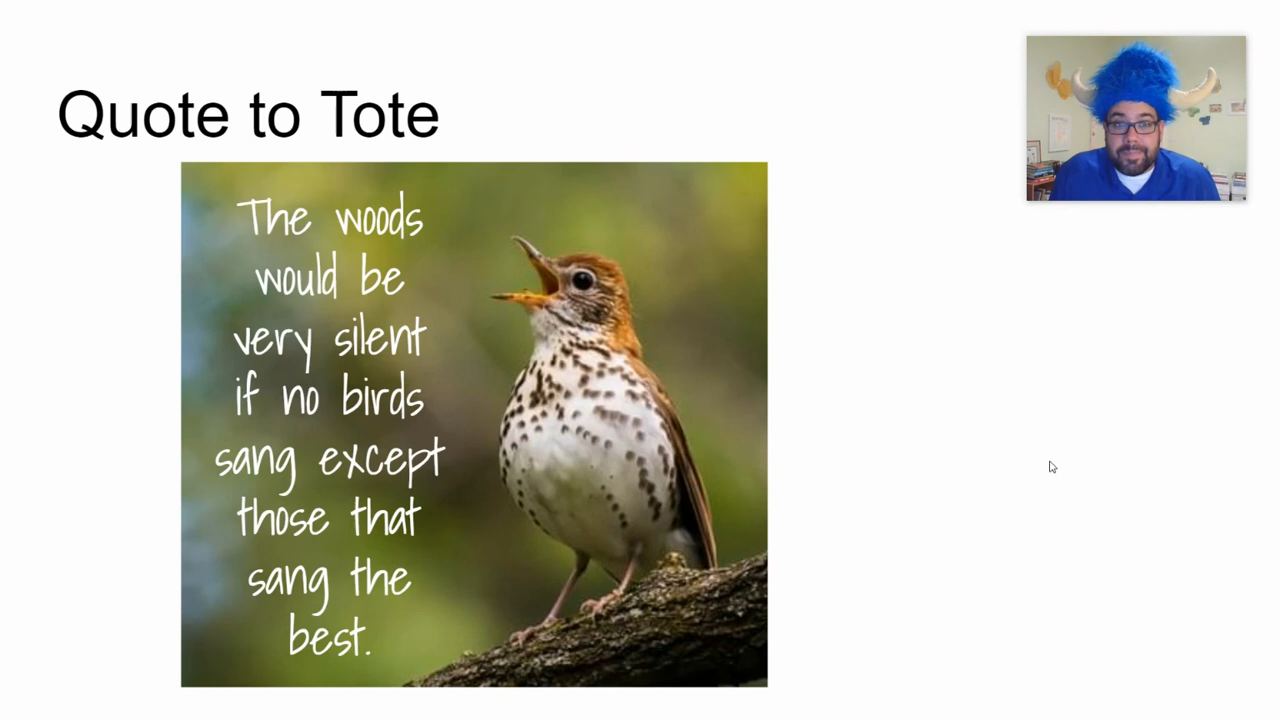 Quote to Tote
The woods
would be
very silent
if no birds
sang except
those that
sang the
best.